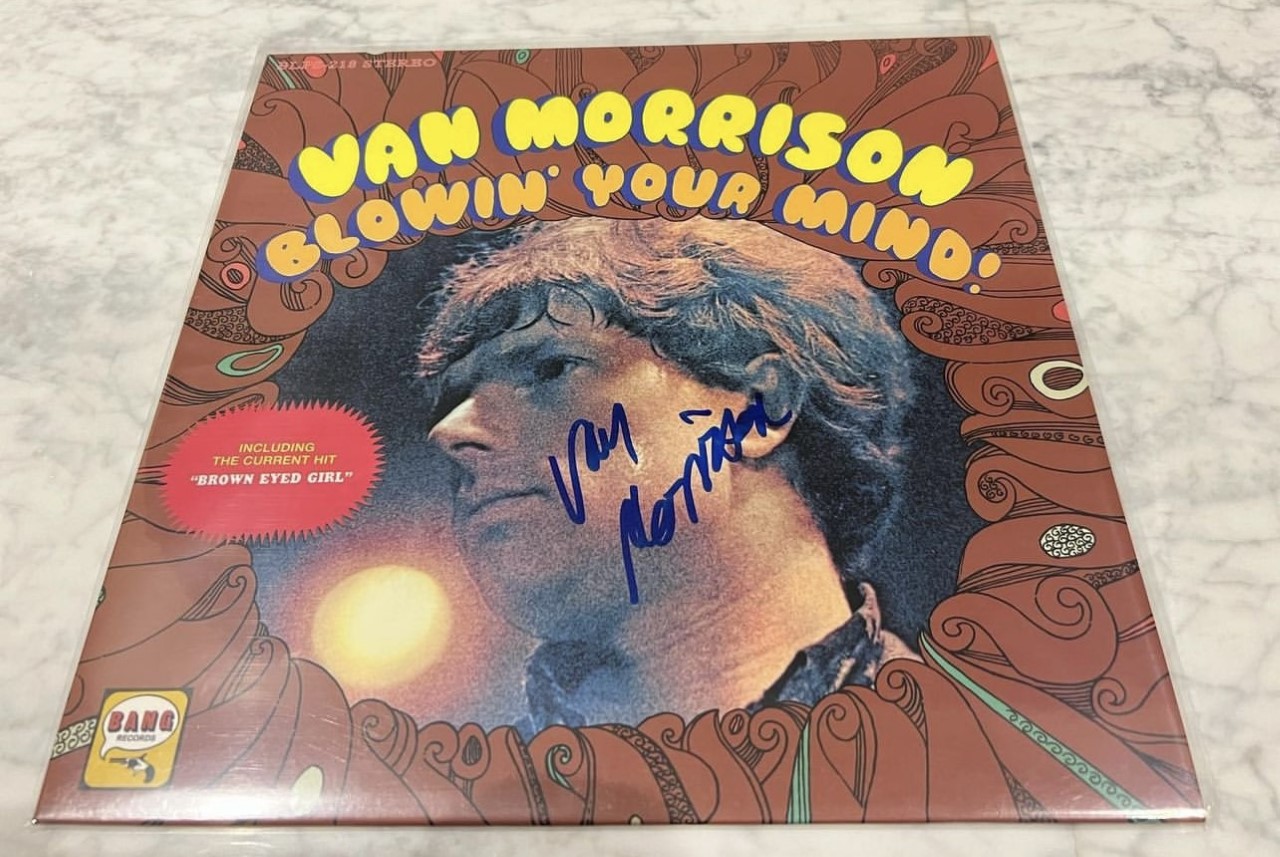 BLPS-218 STEREO
VAN MORRISON
BLOWIN' YOUR MIND!
INCLUDING
THE CURRENT HIT
"BROWN EYED GIRL"
Van
Morrison
BANG
RECORDS